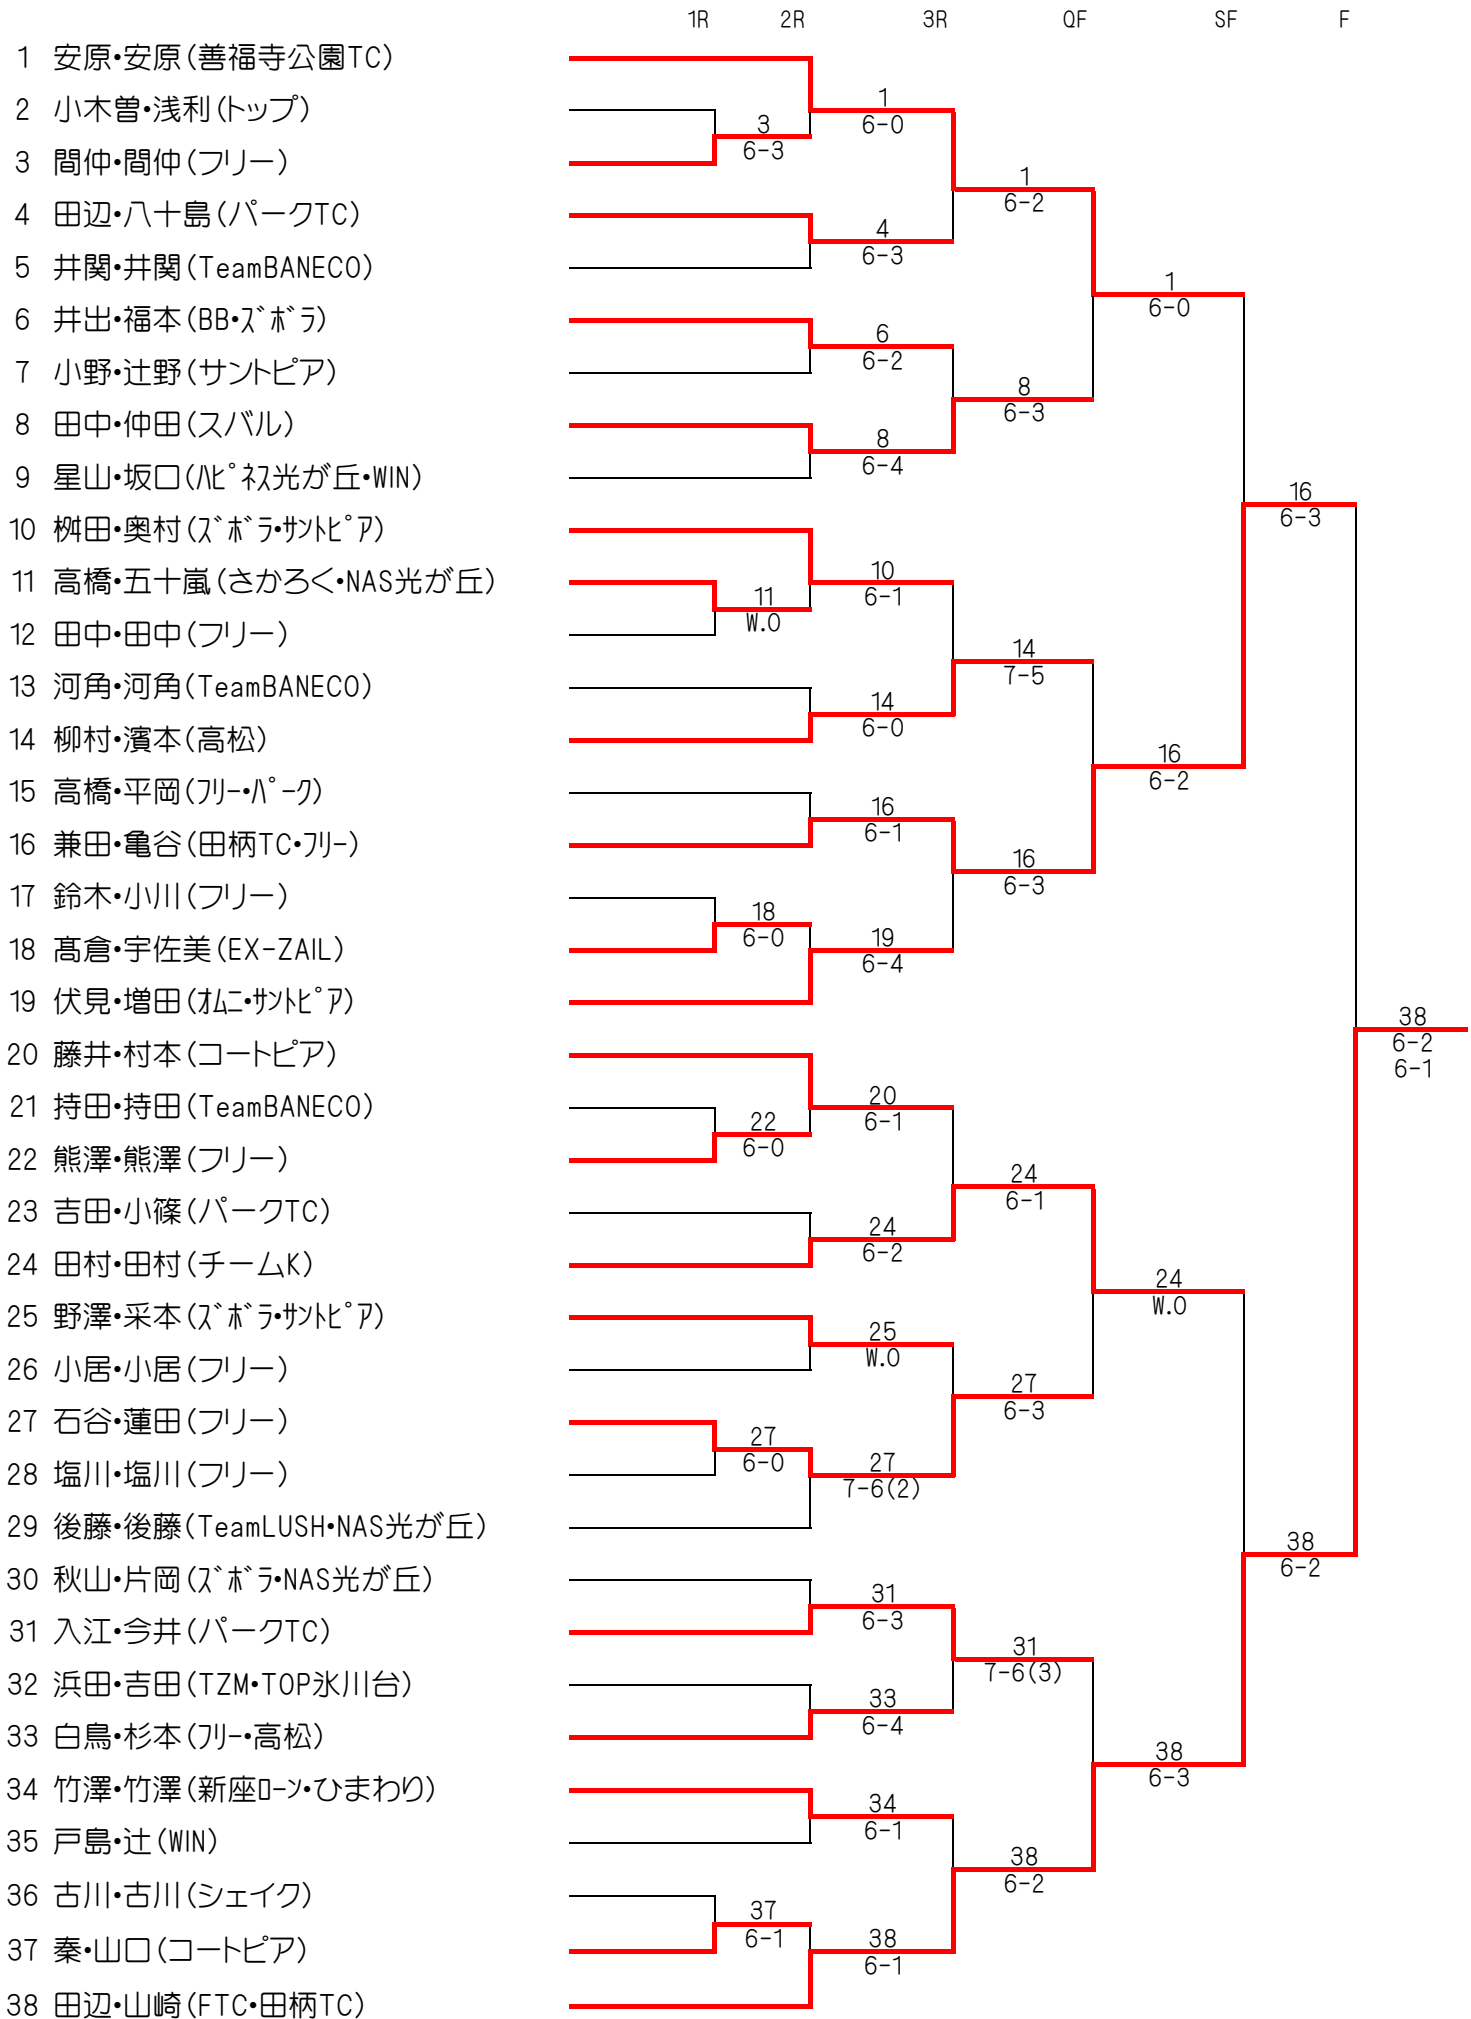 1R 2R 3R QF SF F
1 安原・安原(善福寺公園TC)
2 小木曽・浅利(トップ)
3 間仲・間仲(フリー)
4 田辺・八十島(パークTC)
5 井関・井関(TeamBANECO)
6 井出・福本(BB・ズボラ)
7 小野・辻野(サントピア)
8 田中・仲田(スバル)
9 星山・坂口(ハピネス光が丘・WIN)
10 桝田・奥村(ズボラ・サントピア)
11 高橋・五十嵐(さかろく・NAS光が丘)
12 田中・田中(フリー)
13 河角・河角(TeamBANECO)
14 柳村・濱本(高松)
15 高橋・平岡(フリー・パーク)
16 兼田・亀谷(田柄TC・フリー)
17 鈴木・小川(フリー)
18 髙倉・宇佐美(EX-ZAIL)
19 伏見・増田(オムニ・サントピア)
20 藤井・村本(コートピア)
21 持田・持田(TeamBANECO)
22 熊澤・熊澤(フリー)
23 吉田・小篠(パークTC)
24 田村・田村(チームK)
25 野澤・采本(ズボラ・サントピア)
26 小居・小居(フリー)
27 石谷・蓮田(フリー)
28 塩川・塩川(フリー)
29 後藤・後藤(TeamLUSH・NAS光が丘)
30 秋山・片岡(ズボラ・NAS光が丘)
31 入江・今井(パークTC)
32 浜田・吉田(TZM・TOP氷川台)
33 白鳥・杉本(フリー・高松)
34 竹澤・竹澤(新座ローン・ひまわり)
35 戸島・辻(WIN)
36 古川・古川(シェイク)
37 秦・山口(コートピア)
38 田辺・山崎(FTC・田柄TC)
3
6-3
11
W.O
18
6-0
22
6-0
27
6-0
37
6-1
1
6-0
4
6-3
6
6-2
8
6-4
10
6-1
14
6-0
16
6-1
19
6-4
20
6-1
24
6-2
25
W.O
27
7-6(2)
31
6-3
33
6-4
34
6-1
38
6-1
1
6-2
8
6-3
14
7-5
16
6-3
24
6-1
27
6-3
31
7-6(3)
38
6-2
1
6-0
16
6-2
24
W.O
38
6-3
16
6-3
38
6-2
38
6-2
6-1